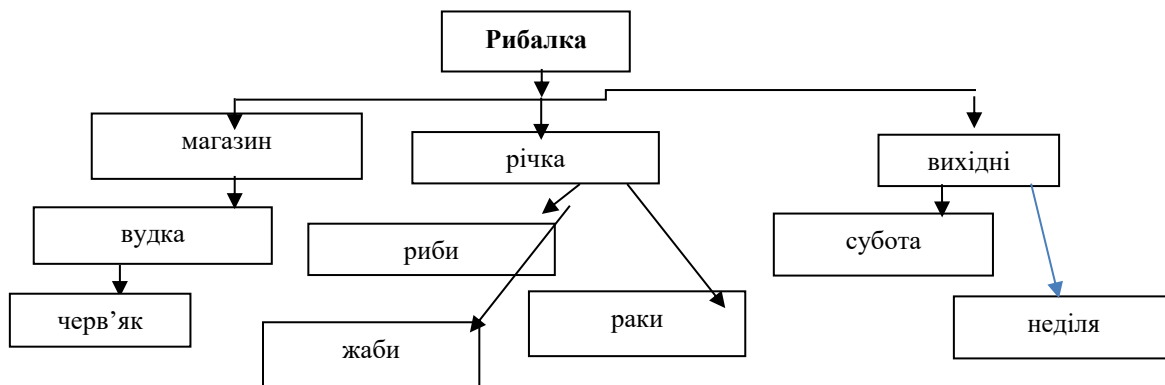 Рибалка
магазин
річка
вихідні
вудка
риби
субота
черв’як
жаби
раки
неділя